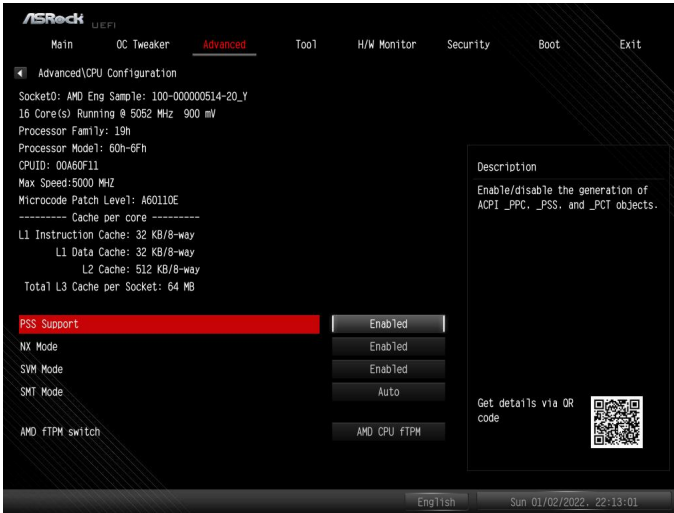 ASRock UEFI
Main OC Tweaker Advanced Tool H/W Monitor Security Boot Exit
Advanced\CPU Configuration
Socket0: AMD Eng Sample: 100-000000514-20_Y
16 Core(s) Running @ 5052 MHz 900 mV
Processor Family: 19h
Processor Model: 60h-6Fh
CPUID: 00A60F11
Max Speed:5000 MHZ
Microcode Patch Level: A60110E
--------- Cache per core ---------
L1 Instruction Cache: 32 KB/8-way
L1 Data Cache: 32 KB/8-way
L2 Cache: 512 KB/8-way
Total L3 Cache per Socket: 64 MB
PSS Support Enabled
NX Mode Enabled
SVM Mode Enabled
SMT Mode Auto
AMD fTPM switch AMD CPU fTPM
Description
Enable/disable the generation of
ACPI _PPC, _PSS, and _PCT objects.
Get details via QR
code
English Sun 01/02/2022, 22:13:01